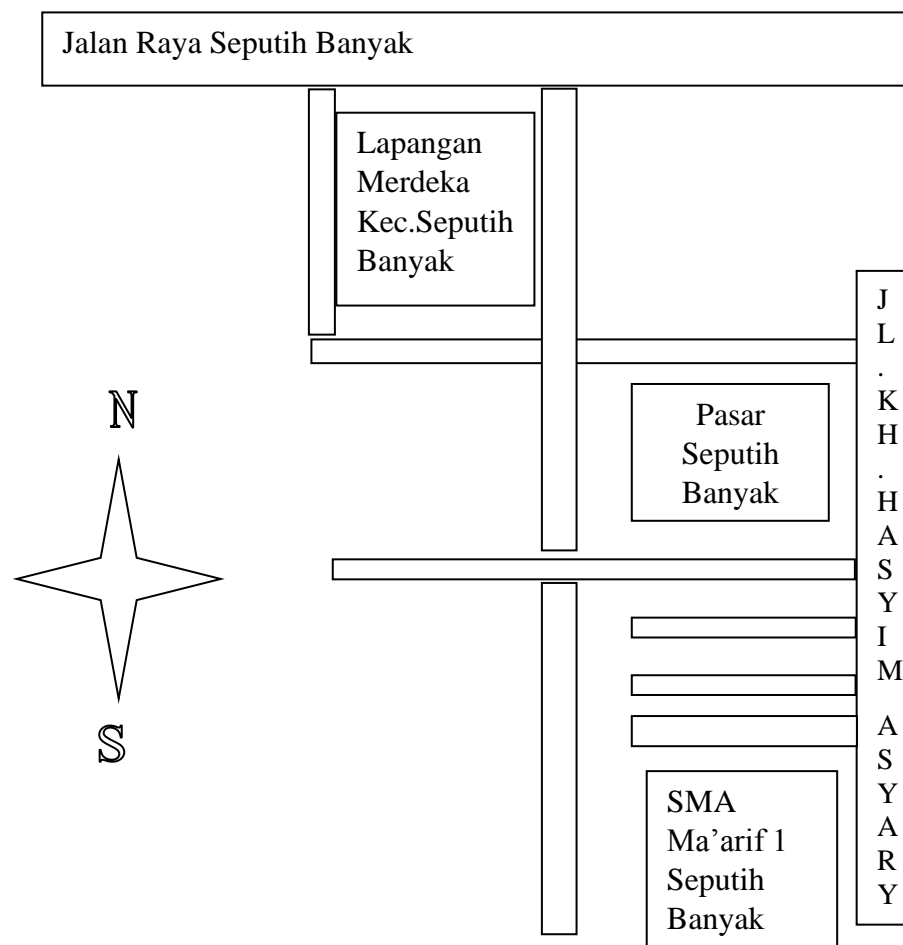 Jalan Raya Seputih Banyak
Lapangan
Merdeka
Kec.Seputih
Banyak
N
Pasar
Seputih
Banyak
S
SMA
Ma’arif 1
Seputih
Banyak
J
L
.
K
H
.
H
A
S
Y
I
M
A
S
Y
A
R
Y